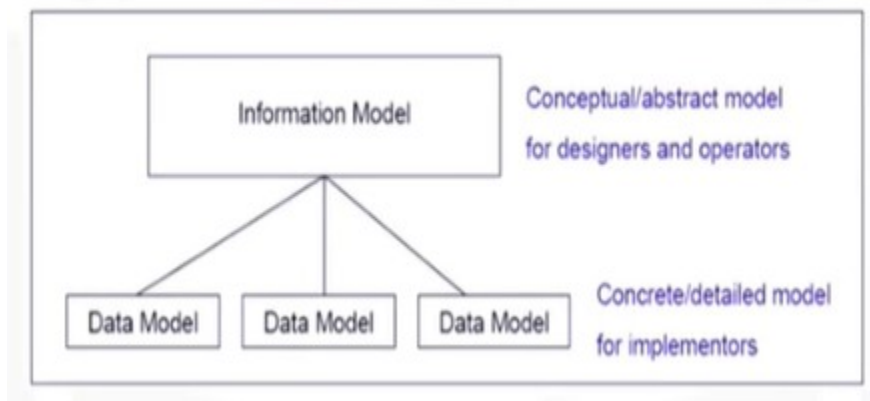 Information Model
Conceptual/abstract model
for designers and operators
Data Model
Data Model
Data Model
Concrete/detailed model
for implementors